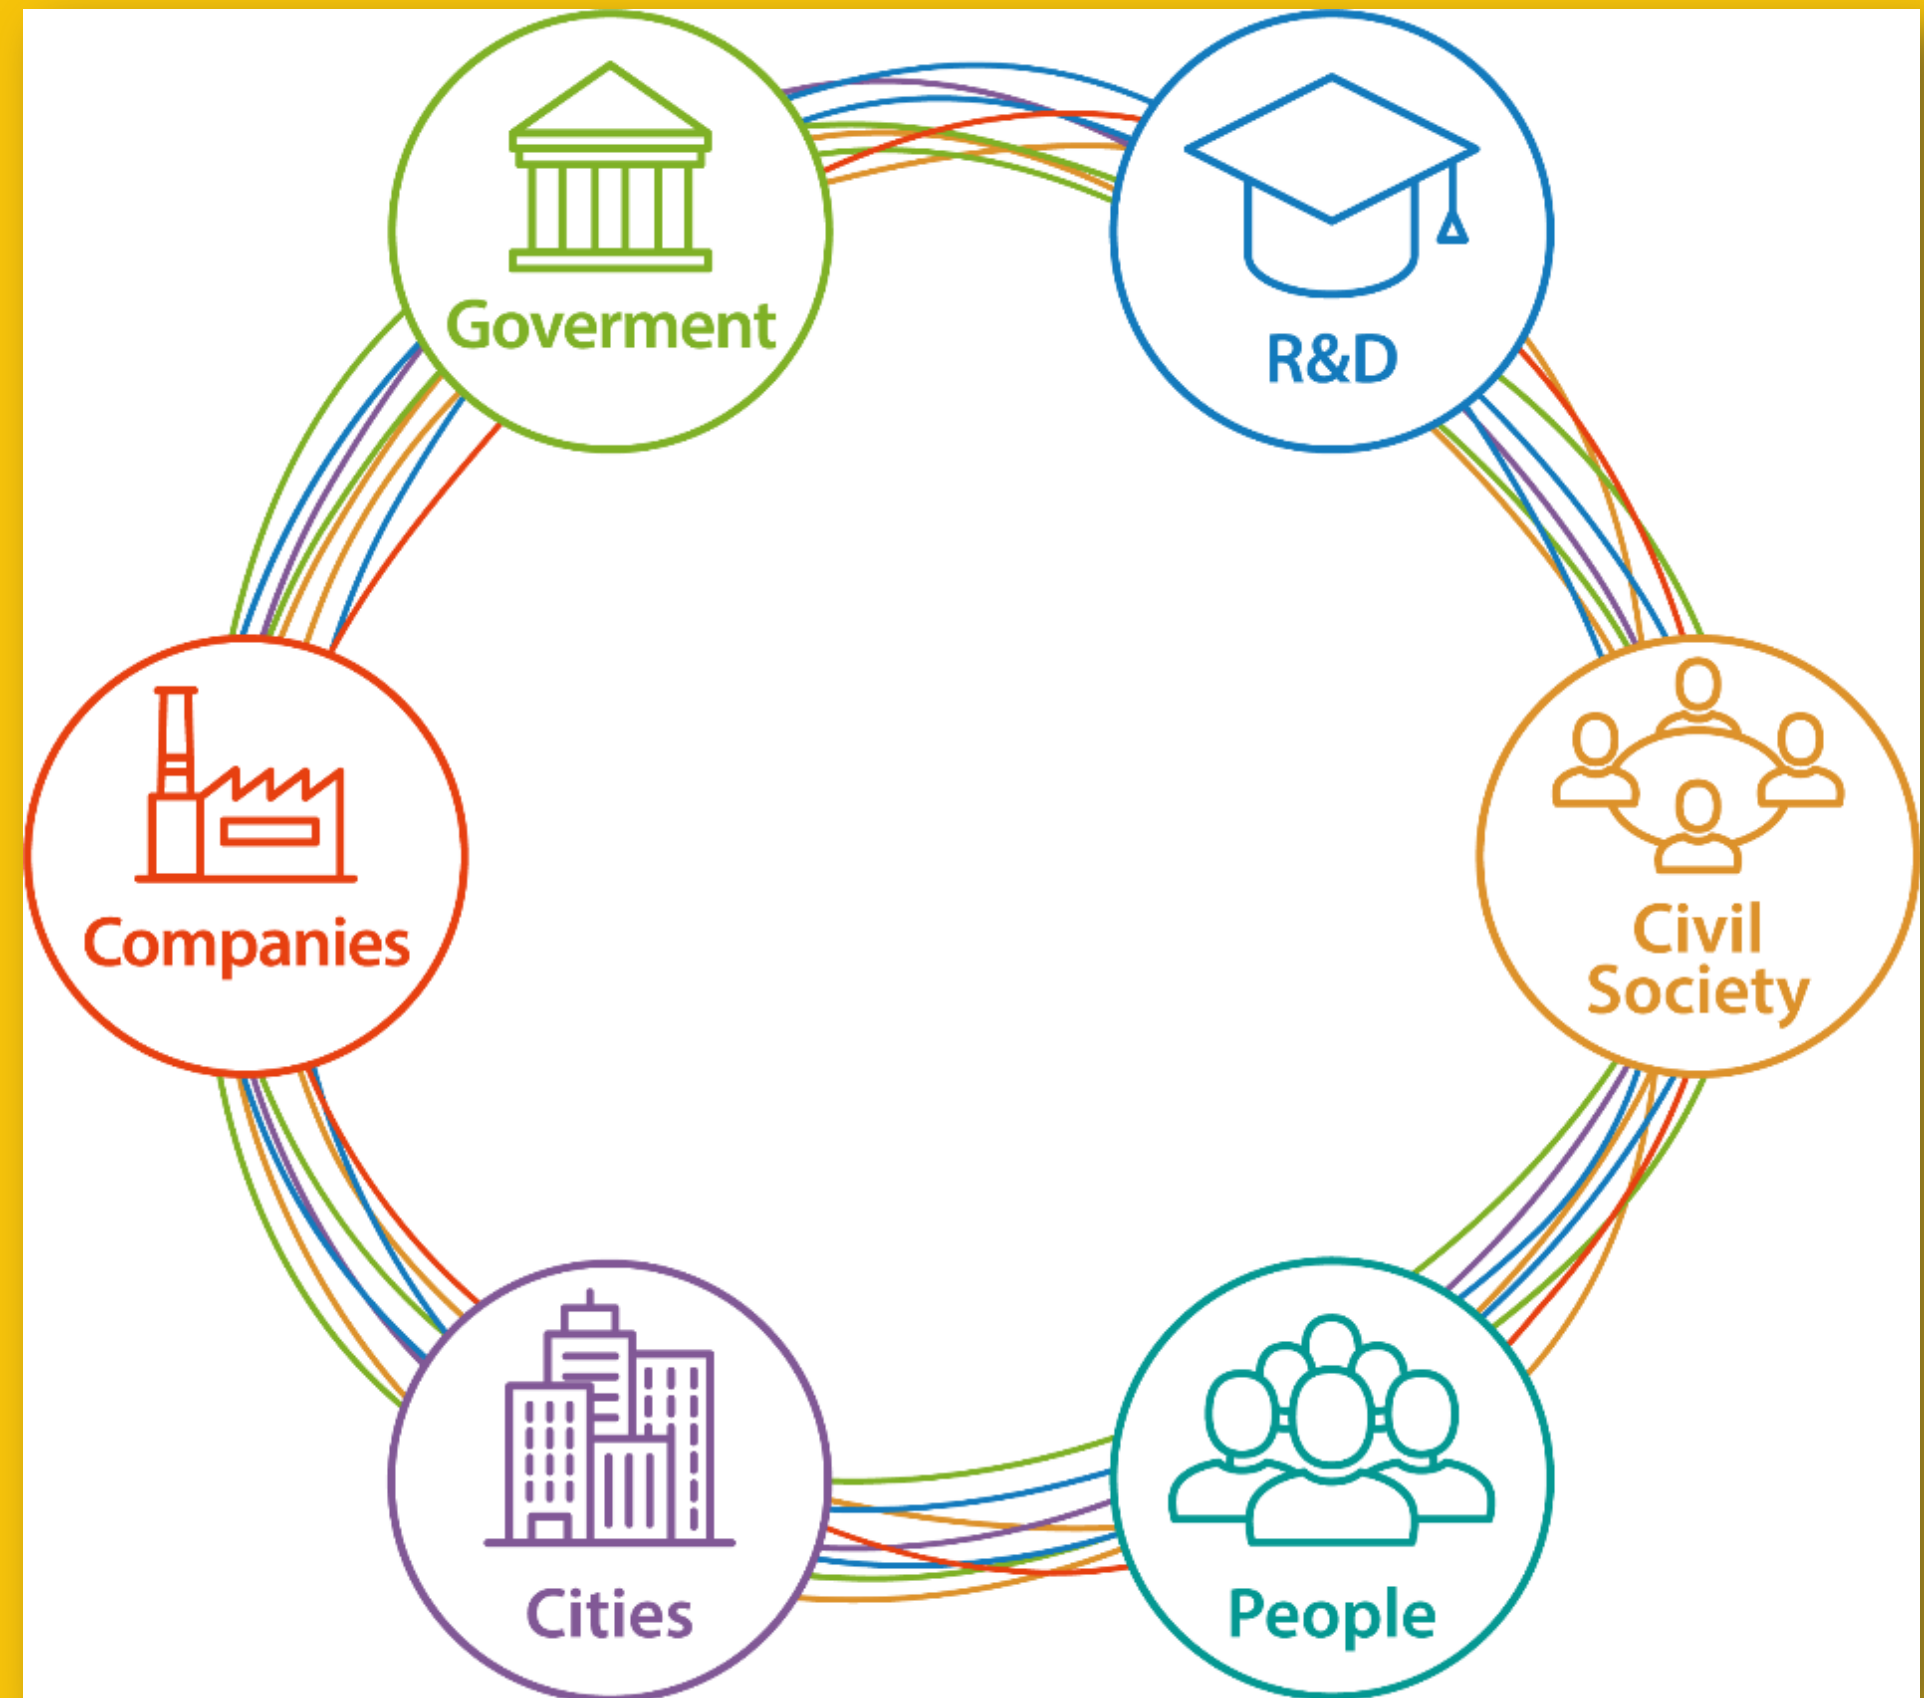 Goverment
R&D
Companies
Civil
Society
Cities
People